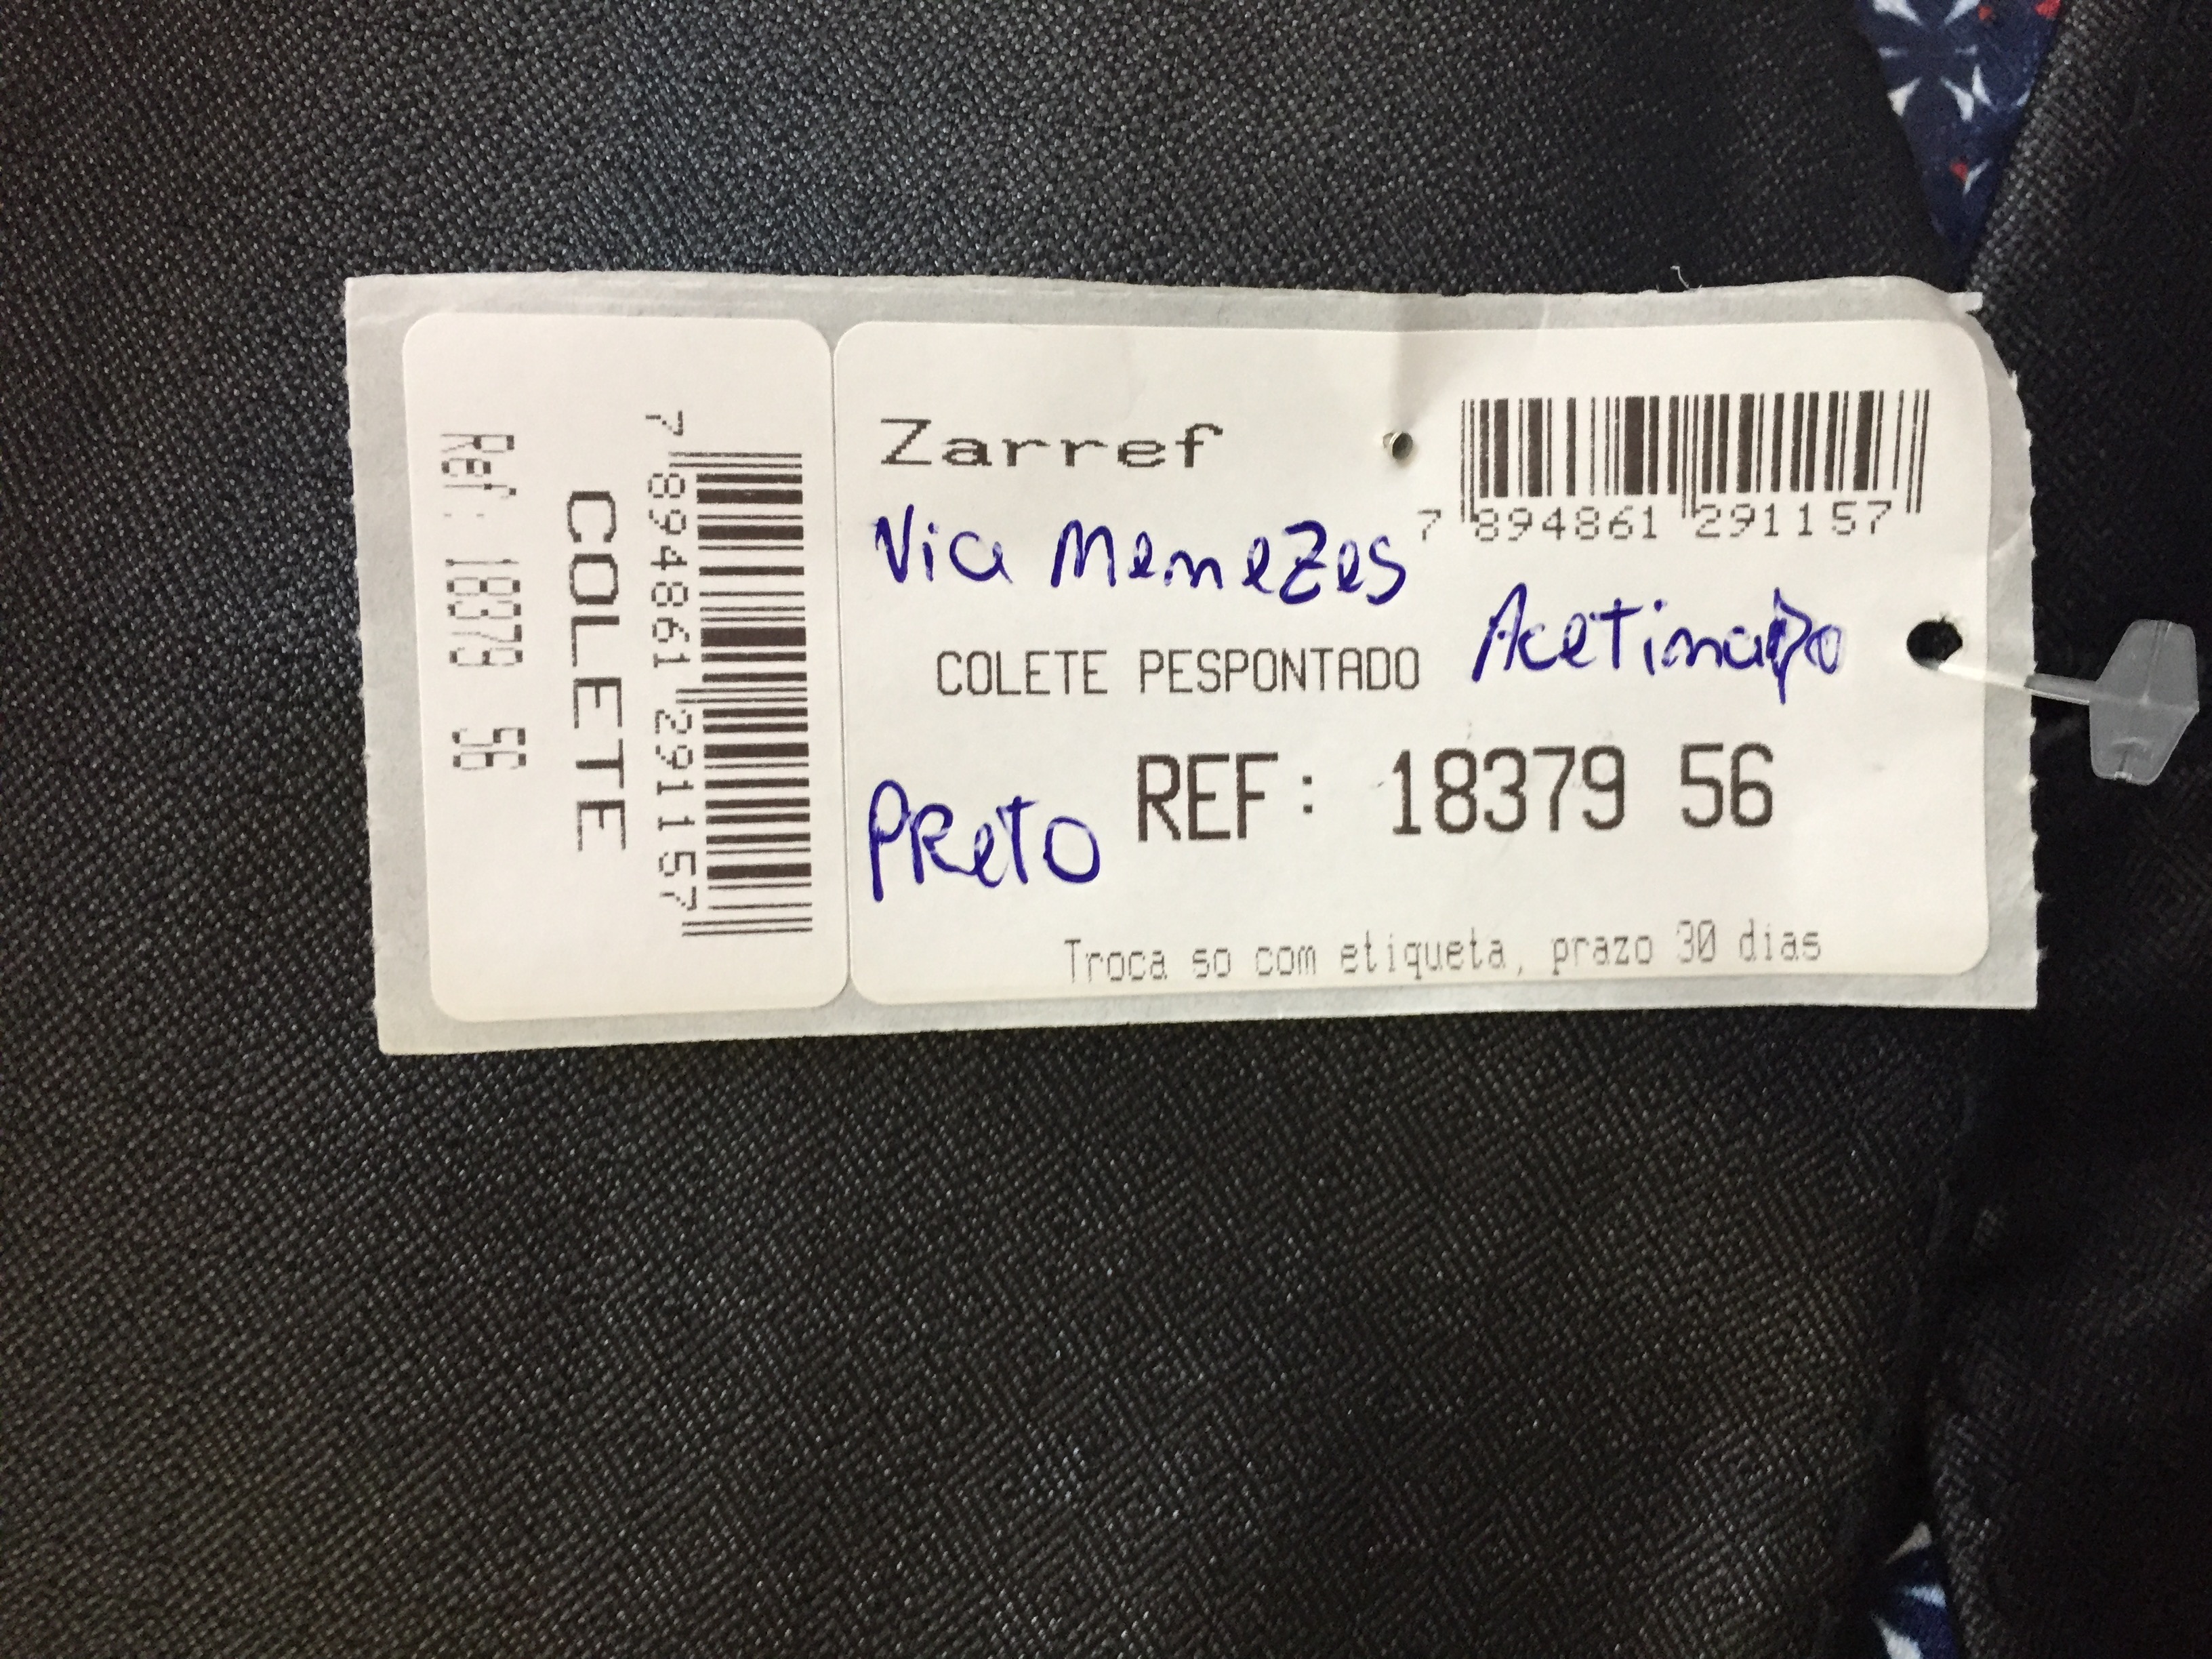 Ref: 18379 56
COLETE
7 894861 291157
Zarref
7 894861 291157
Via Menezes
COLETE PESPONTADO
Acetinado
REF: 18379 56
PReTO
Troca so com etiqueta, prazo 30 dias